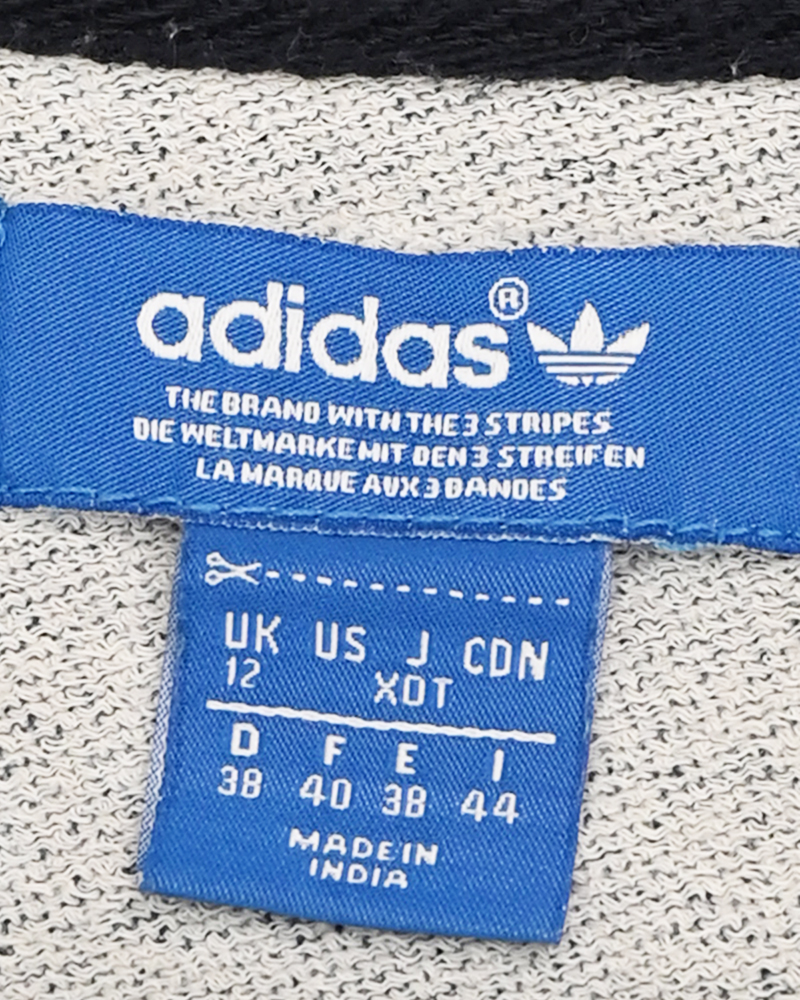 adidas®
THE BRAND WITH THE 3 STRIPES
DIE WELTMARKE MIT DEN 3 STREIFEN
LA MARQUE AUX 3 BANDES
UK US J CDN
12 XOT
D F E I
38 40 38 44
MADE IN
INDIA